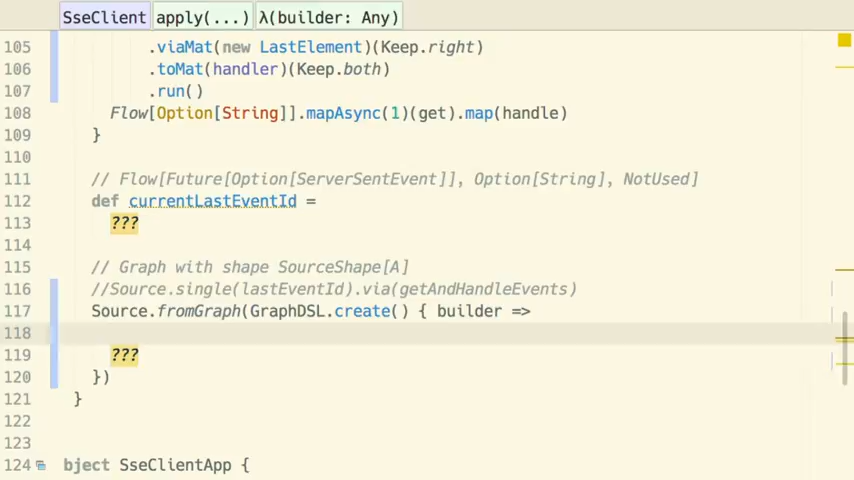 SseClient apply(...) λ(builder: Any)
105 .viaMat(new LastElement)(Keep.right)
106 .toMat(handler)(Keep.both)
107 .run()
108 Flow[Option[String]].mapAsync(1)(get).map(handle)
109 }
110
111 // Flow[Future[Option[ServerSentEvent]], Option[String], NotUsed]
112 def currentLastEventId =
113 ???
114
115 // Graph with shape SourceShape[A]
116 //Source.single(lastEventId).via(getAndHandleEvents)
117 Source.fromGraph(GraphDSL.create() { builder =>
118
119 ???
120 })
121 }
122
123
124 bject SseClientApp {